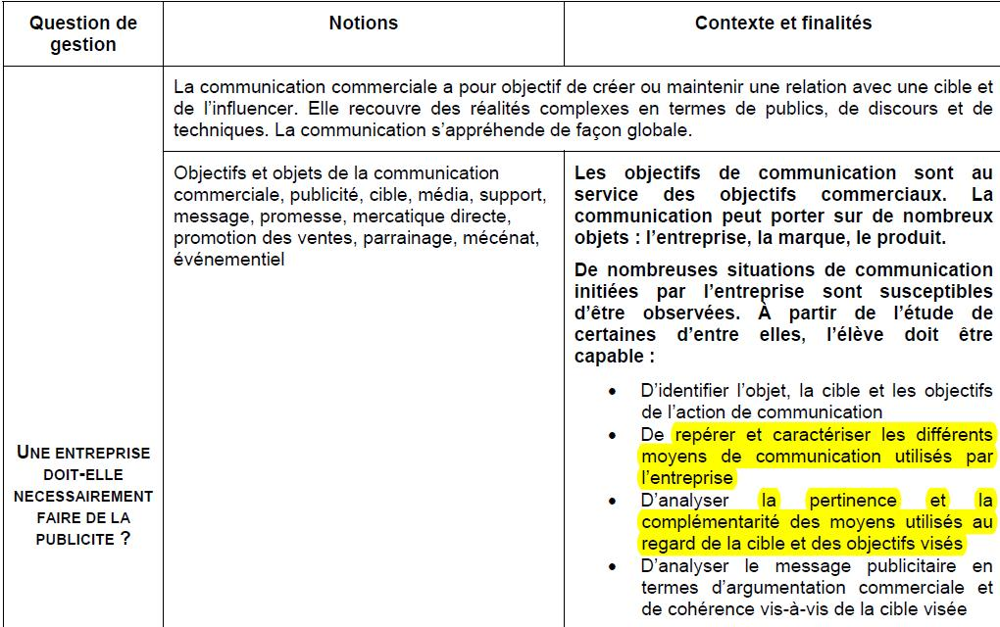 Question de
gestion
Notions
Contexte et finalités
La communication commerciale a pour objectif de créer ou maintenir une relation avec une cible et
de l'influencer. Elle recouvre des réalités complexes en termes de publics, de discours et de
techniques. La communication s'appréhende de façon globale.
UNE ENTREPRISE
DOIT-ELLE
NECESSAIREMENT
FAIRE DE LA
PUBLICITE ?
Objectifs et objets de la communication
commerciale, publicité, cible, média, support,
message, promesse, mercatique directe,
promotion des ventes, parrainage, mécénat,
événementiel
Les objectifs de communication sont au
service des objectifs commerciaux. La
communication peut porter sur de nombreux
objets : l'entreprise, la marque, le produit.
De nombreuses situations de communication
initiées par l'entreprise sont susceptibles
d'être observées. À partir de l'étude de
certaines d'entre elles, l'élève doit être
capable :
• D'identifier l'objet, la cible et les objectifs
de l'action de communication
• De repérer et caractériser les différents
moyens de communication utilisés par
l'entreprise
• D'analyser la pertinence et la
complémentarité des moyens utilisés au
regard de la cible et des objectifs visés
• D'analyser le message publicitaire en
termes d'argumentation commerciale et
de cohérence vis-à-vis de la cible visée